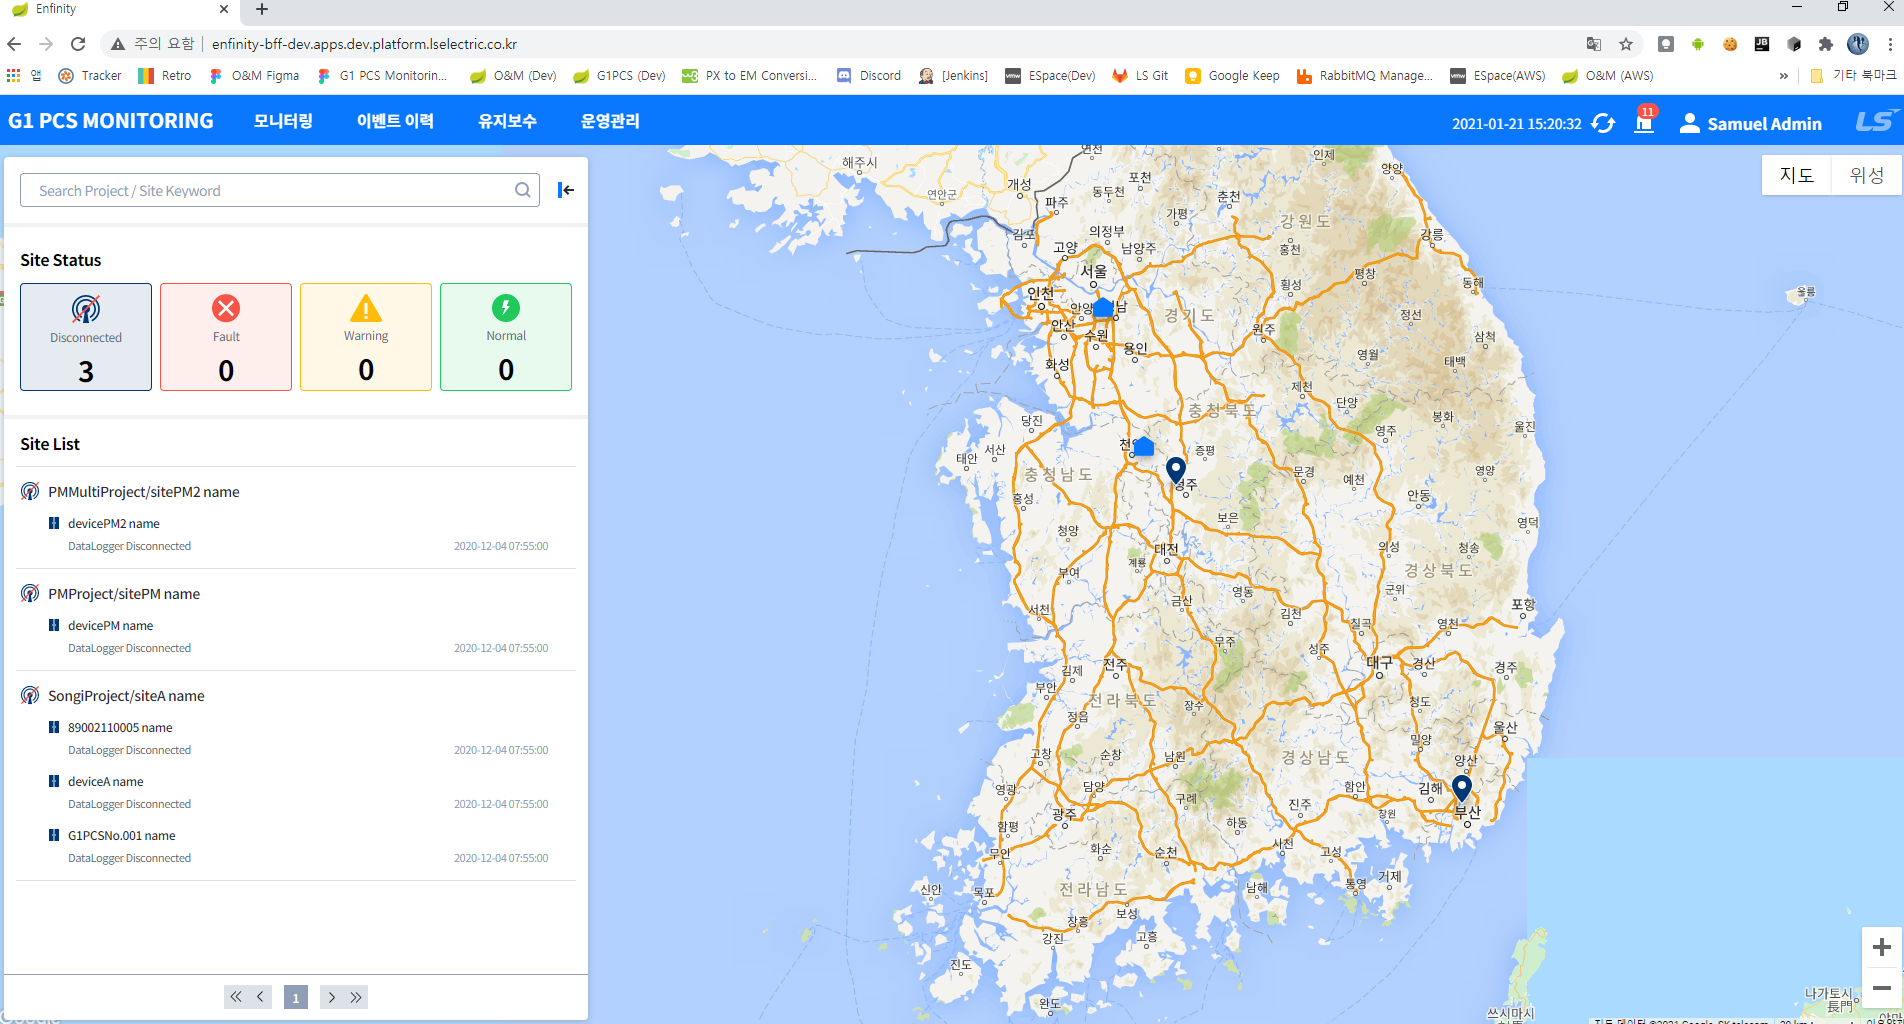 Enfinity
주의 요함
enfinity-bff-dev.apps.dev.platform.lselectric.co.kr
앱
Tracker
Retro
O&M Figma
G1 PCS Monitorin...
O&M (Dev)
G1PCS (Dev)
PX to EM Conversi...
Discord
[Jenkins]
ESpace(Dev)
LS Git
Google Keep
RabbitMQ Manage...
ESpace(AWS)
O&M (AWS)
»
기타 북마크
G1 PCS MONITORING
모니터링
이벤트 이력
유지보수
운영관리
2021-01-21 15:20:32
11
Samuel Admin
LS
Search Project / Site Keyword
Site Status
Disconnected
3
Fault
0
Warning
0
Normal
0
Site List
PMMultiProject/sitePM2 name
devicePM2 name
DataLogger Disconnected
2020-12-04 07:55:00
PMProject/sitePM name
devicePM name
DataLogger Disconnected
2020-12-04 07:55:00
SongiProject/siteA name
89002110005 name
DataLogger Disconnected
2020-12-04 07:55:00
deviceA name
DataLogger Disconnected
2020-12-04 07:55:00
G1PCSNo.001 name
DataLogger Disconnected
2020-12-04 07:55:00
1
지도
위성
연천
해주시
인제
양양
포천
개성
동두천
연안군
춘천
파주
가평
강원도
김포
의정부
강릉
고양
남양주
홍천
서울
평창
동해
횡성
인천
울릉
안양
남
경기도
정선
안산
수원
원주
삼척
용인
영월
태백
화성
제천
단양
충청북도
봉화
당진
영주
울진
서산
태안
증평
충청남도
문경
영양
예천
안동
홍성
보은
영덕
청양
대전
의성
청송
계룡
경상북도
부여
영동
군위
금산
김천
서천
포항
칠곡
영천
무주
성주
전주
대구
경산
경주
김제
부안
전라북도
장수
청도
정읍
울산
밀양
고창
순창
남원
경상남도
양산
영광
담양
함안
김해
구례
진주
광주
창원
부산
함평
하동
사천
무안
화순
순천
고성
거제
신안
목포
전라남도
남해
통영
장흥
보성
강진
고흥
진도
완도
나가토시
長門
쓰시마시
+
−